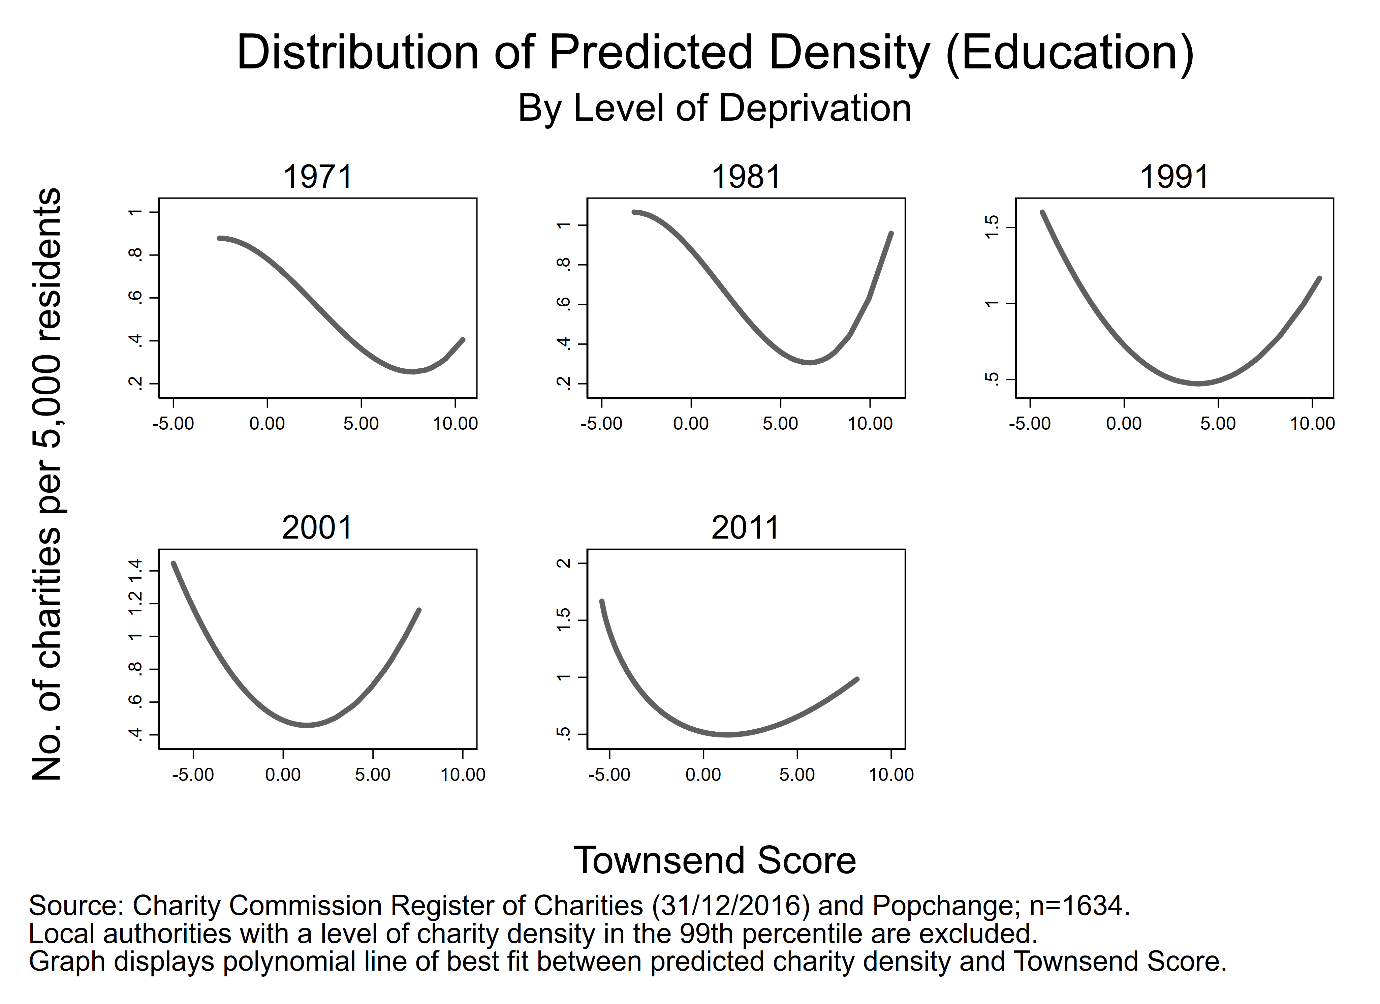 Distribution of Predicted Density (Education)
By Level of Deprivation
No. of charities per 5,000 residents
1971
1
.8
.6
.4
.2
-5.00 0.00 5.00 10.00
1981
1
.8
.6
.4
.2
-5.00 0.00 5.00 10.00
1991
1.5
1
.5
-5.00 0.00 5.00 10.00
2001
1.4
1.2
1
.8
.6
.4
-5.00 0.00 5.00 10.00
2011
2
1.5
1
.5
-5.00 0.00 5.00 10.00
Townsend Score
Source: Charity Commission Register of Charities (31/12/2016) and Popchange; n=1634.
Local authorities with a level of charity density in the 99th percentile are excluded.
Graph displays polynomial line of best fit between predicted charity density and Townsend Score.